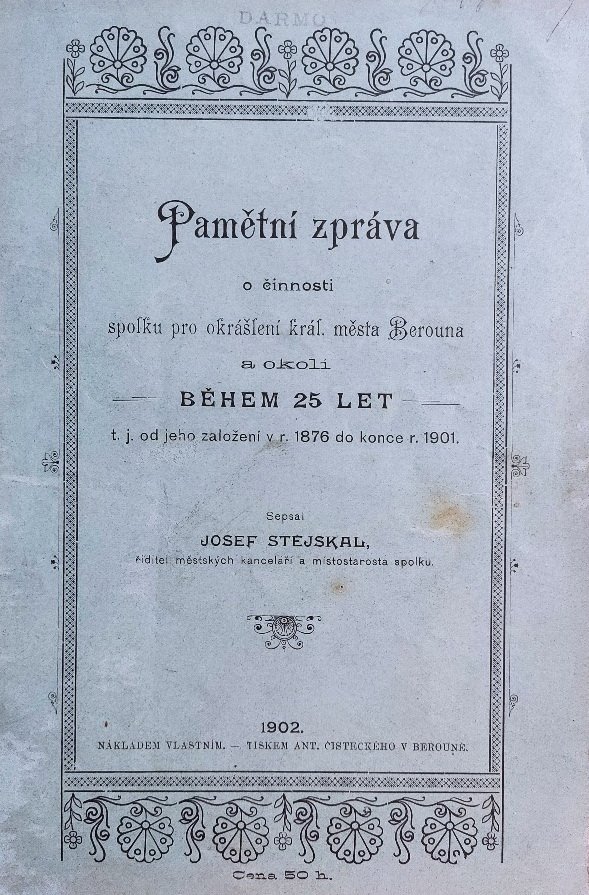 DARMO
Pamětní zpráva
o činnosti
spolku pro okrášlení král. města Berouna
a okolí
BĚHEM 25 LET
t. j. od jeho založení v r. 1876 do konce r. 1901.
Sepsal
JOSEF STEJSKAL,
ředitel městských kanceláří a místostarosta spolku.
1902.
NÁKLADEM VLASTNÍM. — TISKEM ANT. ČISTECKÉHO V BEROUNĚ.
Cena 50 h.